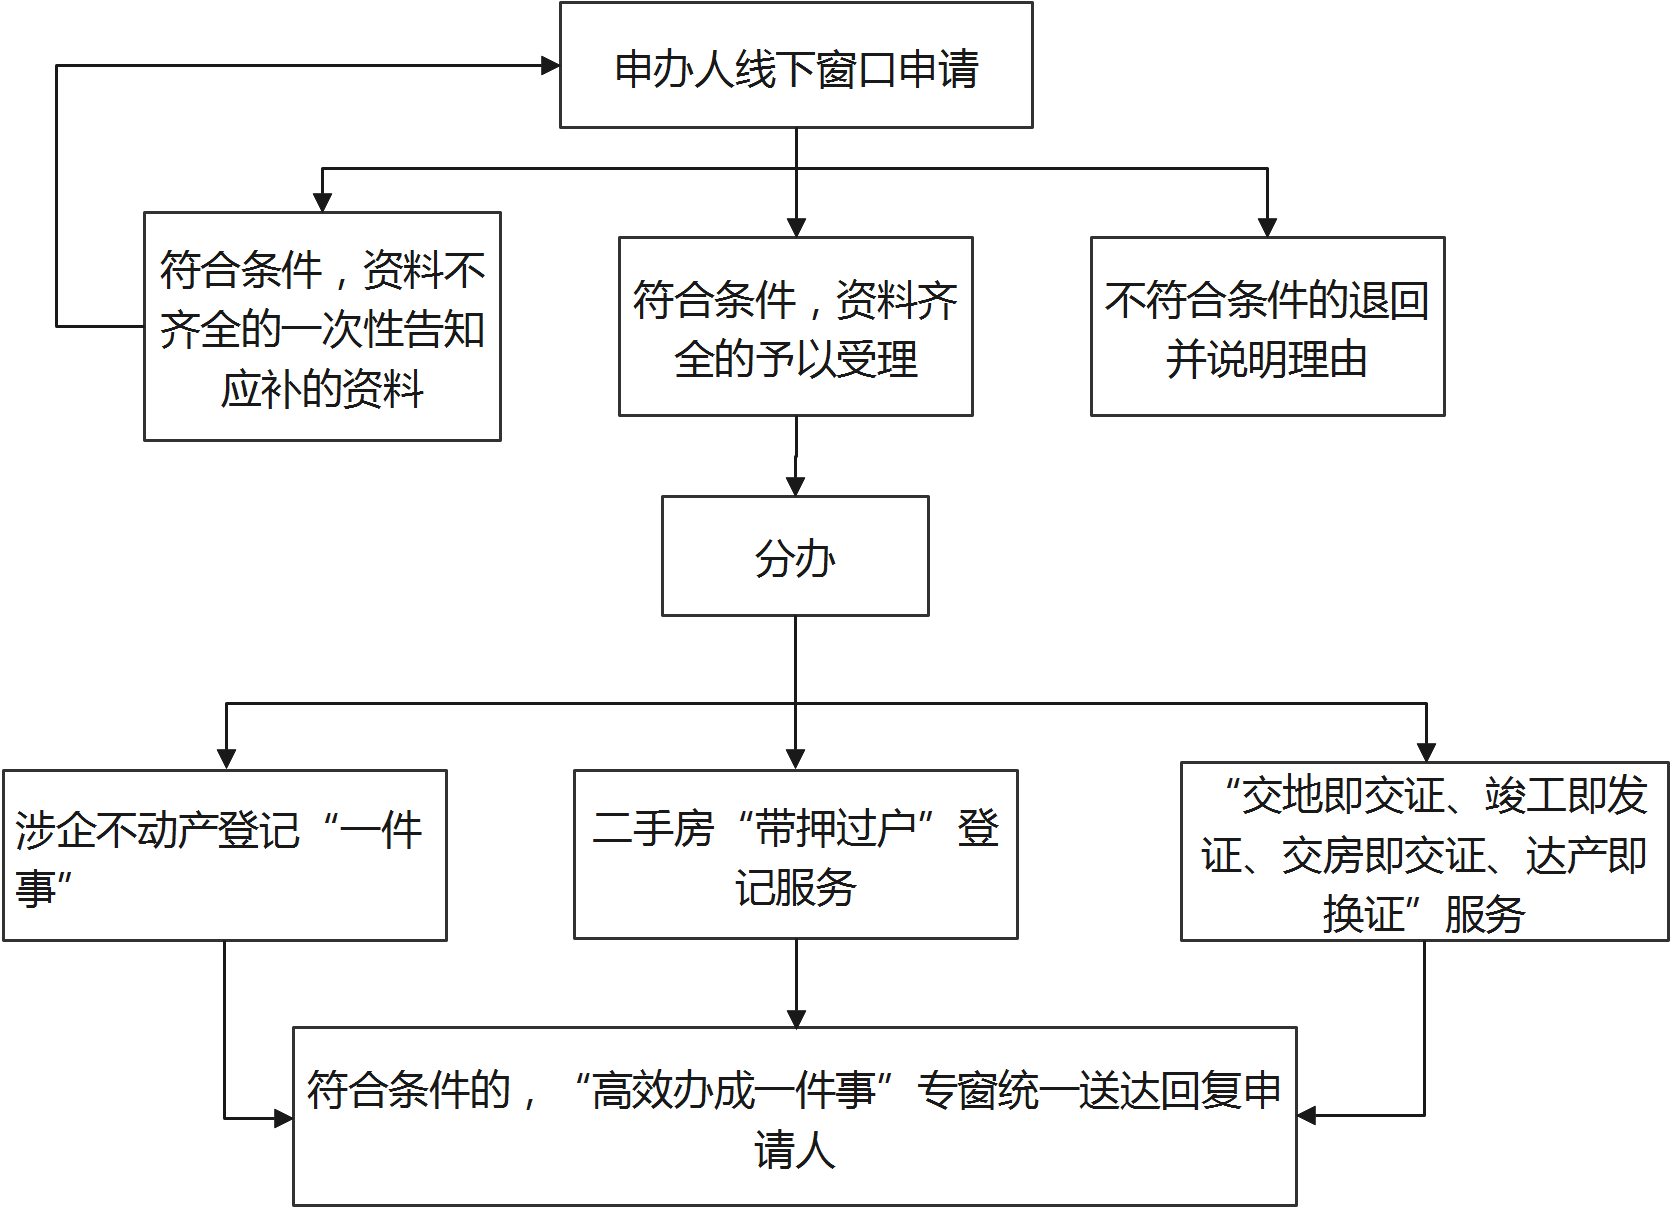 申办人线下窗口申请
符合条件，资料不
齐全的一次性告知
应补的资料
符合条件，资料齐
全的予以受理
不符合条件的退回
并说明理由
分办
涉企不动产登记“一件
事”
二手房“带押过户”登
记服务
“交地即交证、竣工即发
证、交房即交证、达产即
换证”服务
符合条件的，“高效办成一件事”专窗统一送达回复申
请人